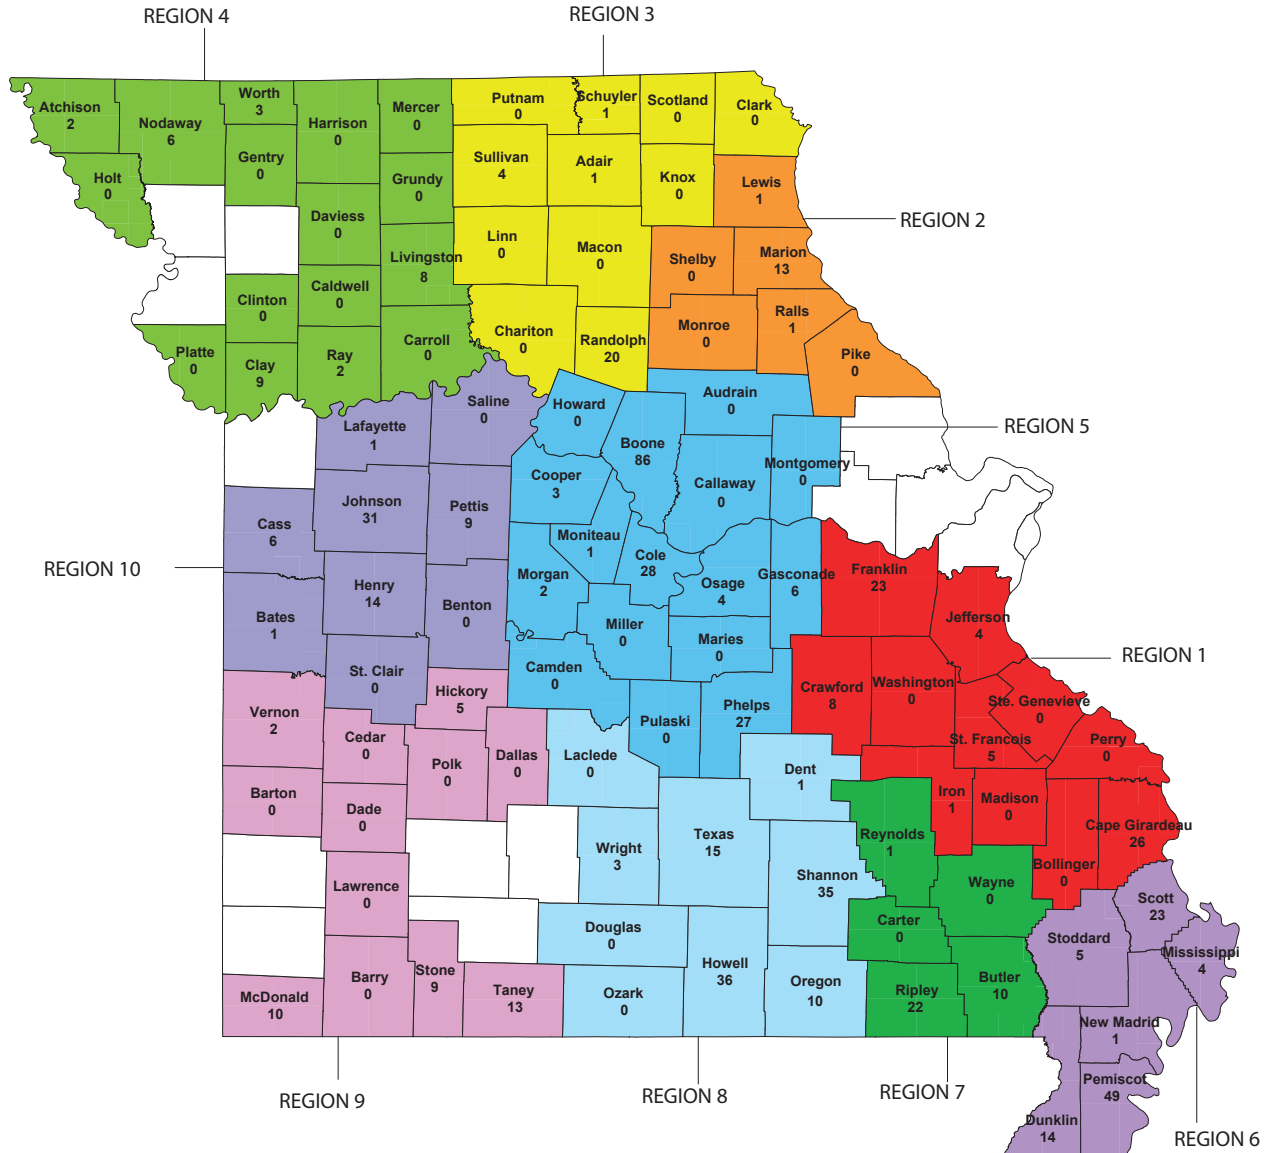 REGION 4
REGION 3
Atchison
2
Nodaway
6
Worth
3
Harrison
0
Mercer
0
Putnam
0
Schuyler
1
Scotland
0
Clark
0
Holt
0
Gentry
0
Grundy
0
Sullivan
4
Adair
1
Knox
0
Lewis
1
REGION 2
Daviess
0
Livingston
8
Linn
0
Macon
0
Shelby
0
Marion
13
Clinton
0
Caldwell
0
Platte
0
Clay
9
Ray
2
Carroll
0
Chariton
0
Randolph
20
Monroe
0
Ralls
1
Pike
0
Lafayette
1
Saline
0
Howard
0
Boone
86
Audrain
0
REGION 5
Cass
6
Johnson
31
Pettis
9
Cooper
3
Callaway
0
Montgomery
0
REGION 10
Bates
1
Henry
14
Benton
0
Morgan
2
Moniteau
1
Cole
28
Osage
4
Gasconade
6
Franklin
23
Jefferson
4
Miller
0
Maries
0
REGION 1
St. Clair
0
Hickory
5
Camden
0
Pulaski
0
Phelps
27
Crawford
8
Washington
0
Ste. Genevieve
0
St. Francois
5
Perry
0
Vernon
2
Cedar
0
Polk
0
Dallas
0
Laclede
0
Dent
1
Iron
1
Madison
0
Barton
0
Dade
0
Wright
3
Texas
15
Shannon
35
Reynolds
1
Wayne
0
Bollinger
0
Cape Girardeau
26
Lawrence
0
Douglas
0
Howell
36
Carter
0
Stoddard
5
Scott
23
Mississippi
4
McDonald
10
Barry
0
Stone
9
Taney
13
Ozark
0
Oregon
10
Ripley
22
Butler
10
New Madrid
1
Pemiscot
49
Dunklin
14
REGION 9
REGION 8
REGION 7
REGION 6